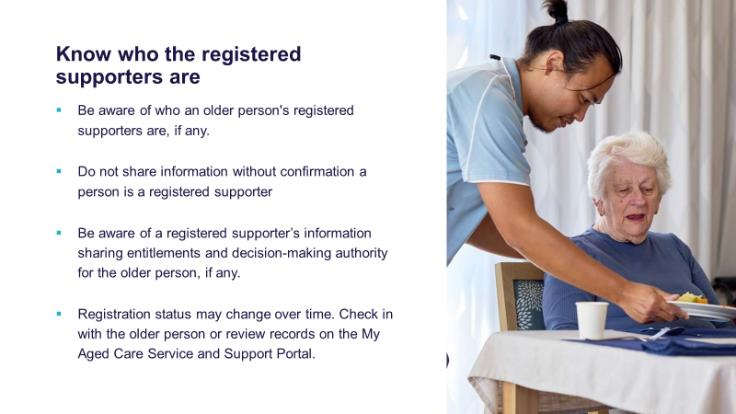 Know who the registered
supporters are
▪ Be aware of who an older person's registered
supporters are, if any.
▪ Do not share information without confirmation a
person is a registered supporter
▪ Be aware of a registered supporter’s information
sharing entitlements and decision-making authority
for the older person, if any.
▪ Registration status may change over time. Check in
with the older person or review records on the My
Aged Care Service and Support Portal.